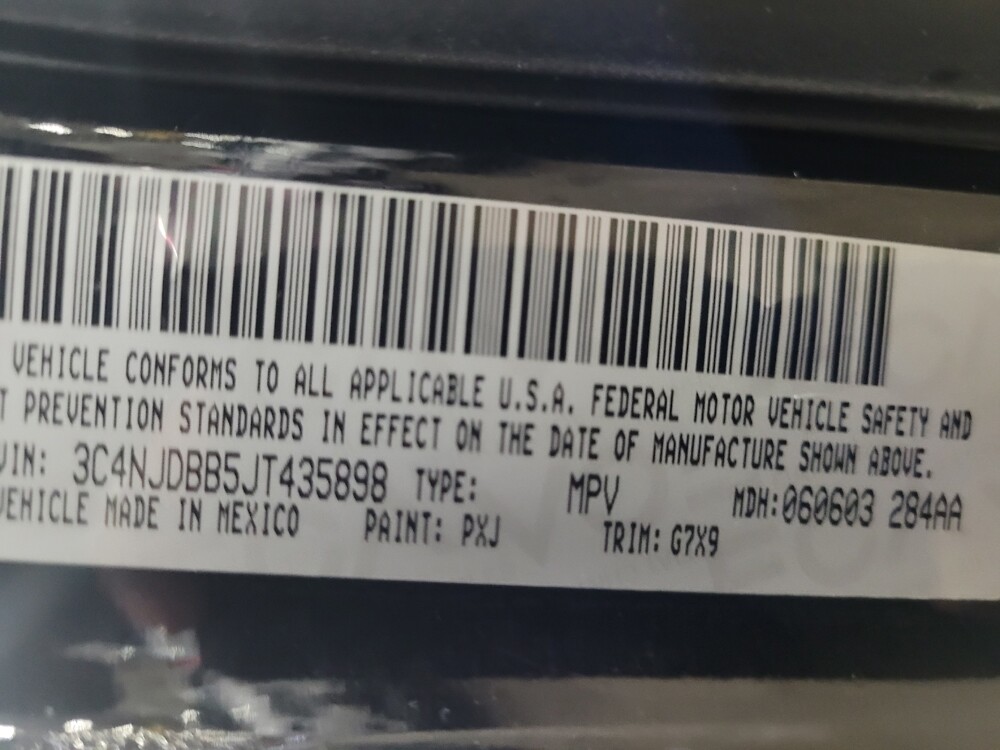 VEHICLE CONFORMS TO ALL APPLICABLE U.S.A. FEDERAL MOTOR VEHICLE SAFETY AND
T PREVENTION STANDARDS IN EFFECT ON THE DATE OF MANUFACTURE SHOWN ABOVE.
VIN: 3C4NJDBB5JT435898 TYPE: MPV MDH:060603 284AA
VEHICLE MADE IN MEXICO PAINT: PXJ TRIM: G7X9